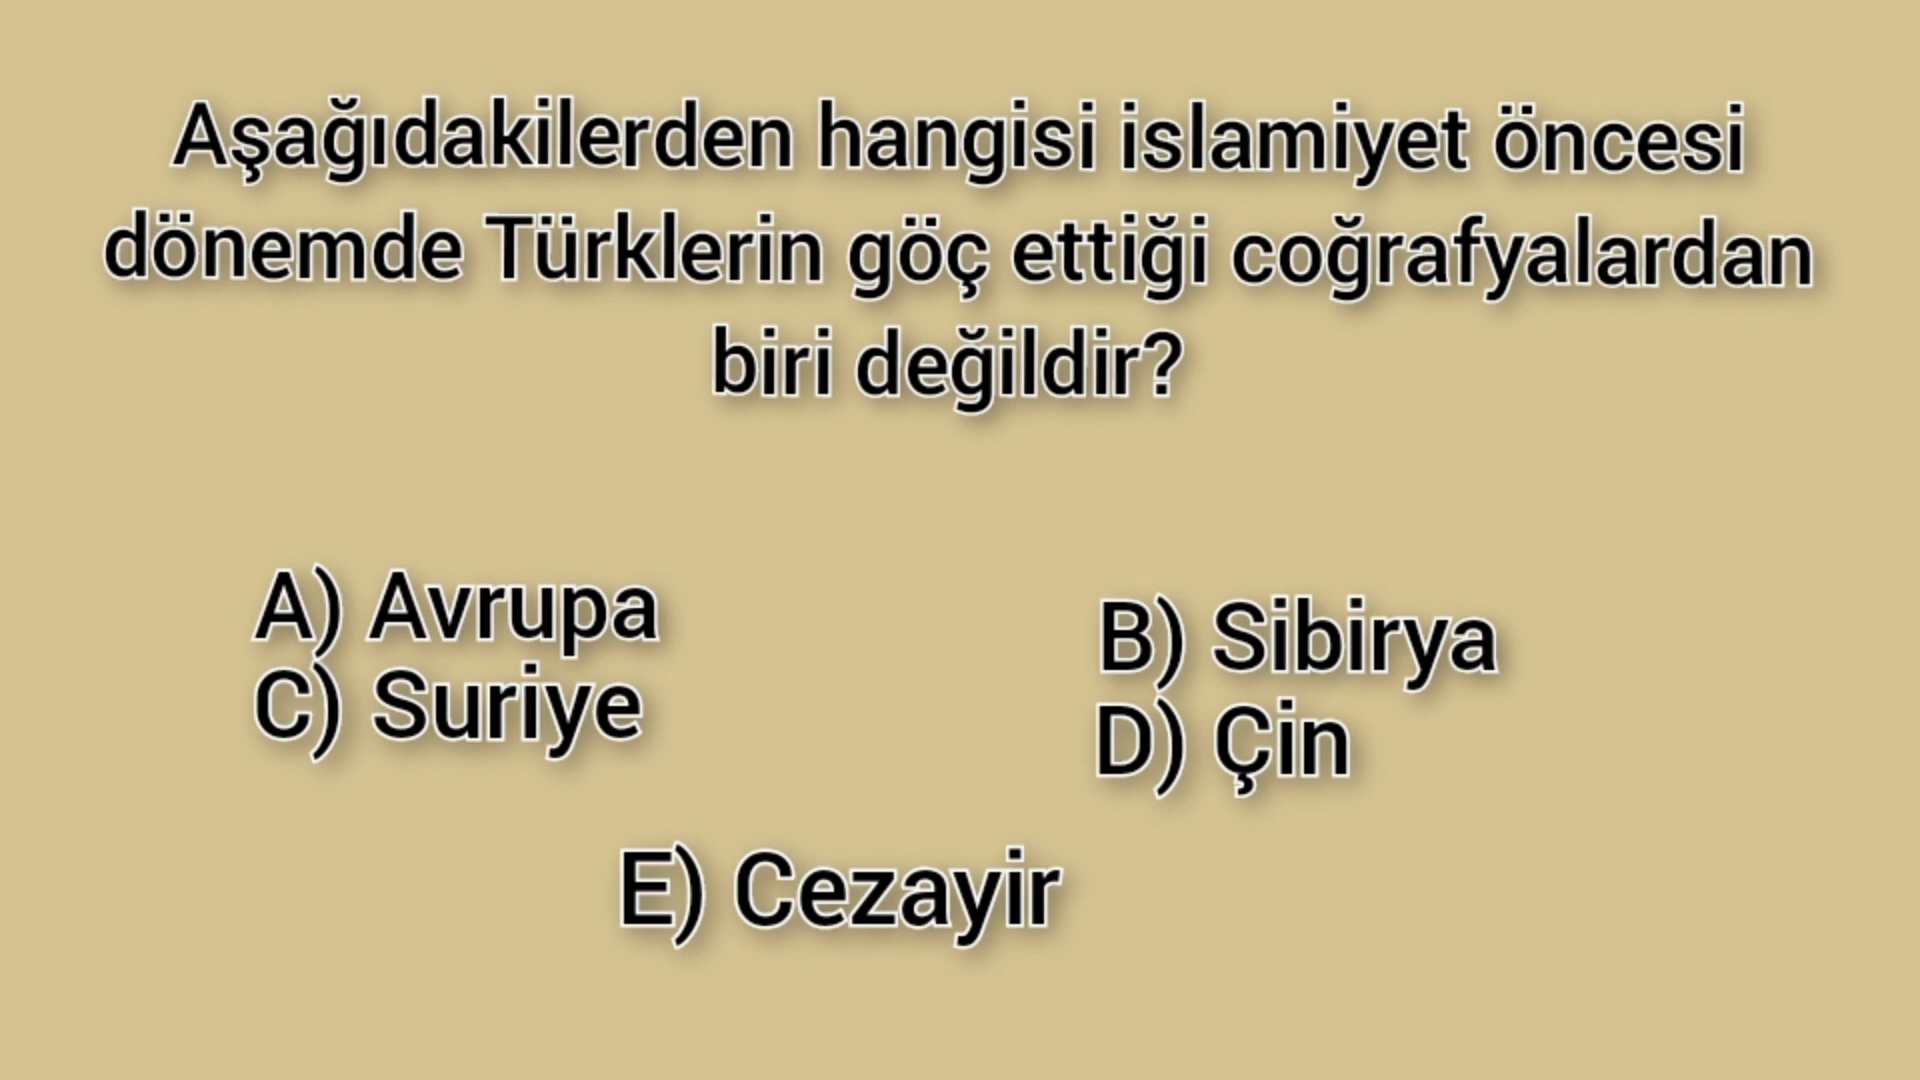 Aşağıdakilerden hangisi islamiyet öncesi
dönemde Türklerin göç ettiği coğrafyalardan
biri değildir?
A) Avrupa
B) Sibirya
C) Suriye
D) Çin
E) Cezayir